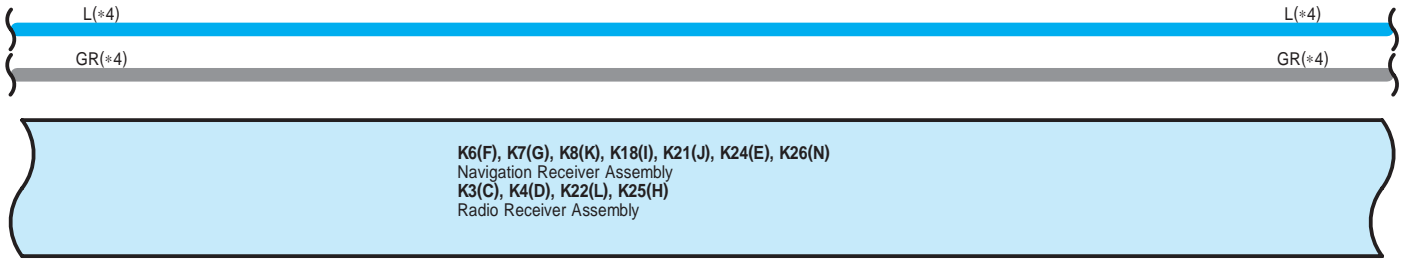 L(*4) L(*4)
GR(*4) GR(*4)
K6(F), K7(G), K8(K), K18(I), K21(J), K24(E), K26(N)
Navigation Receiver Assembly
K3(C), K4(D), K22(L), K25(H)
Radio Receiver Assembly